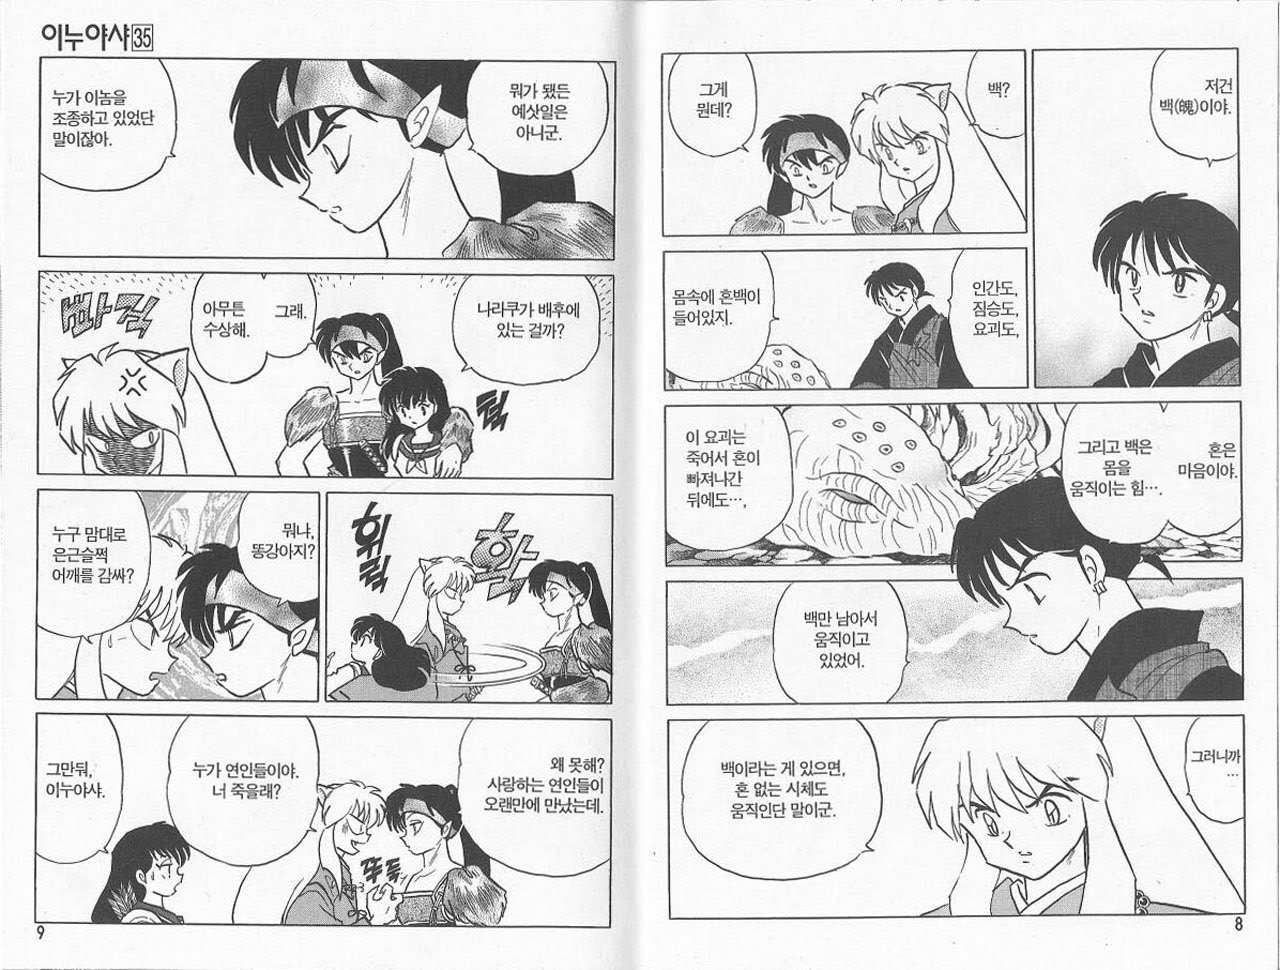 저건
백(魄)이야.
백?
그게
뭔데?
인간도,
짐승도,
요괴도,
몸속에 혼백이
들어있지.
혼은
마음이야.
그리고 백은
몸을
움직이는 힘….
이 요괴는
죽어서 혼이
빠져나간
뒤에도…,
백만 남아서
움직이고
있었어.
그러니까
…
백이라는 게 있으면,
혼 없는 시체도
움직인단 말이군.
8
이누야샤 35
뭐가 됐든
예삿일은
아니군.
누가 이놈을
조종하고 있었단
말이잖아.
나라쿠가 배후에
있는 걸까?
그래.
아무튼
수상해.
빠직
휙
확
뭐냐,
똥강아지?
누구 맘대로
은근슬쩍
어깨를 감싸?
왜 못해?
사랑하는 연인들이
오랜만에 만났는데.
누가 연인들이야.
너 죽을래?
그만둬,
이누야샤.
9